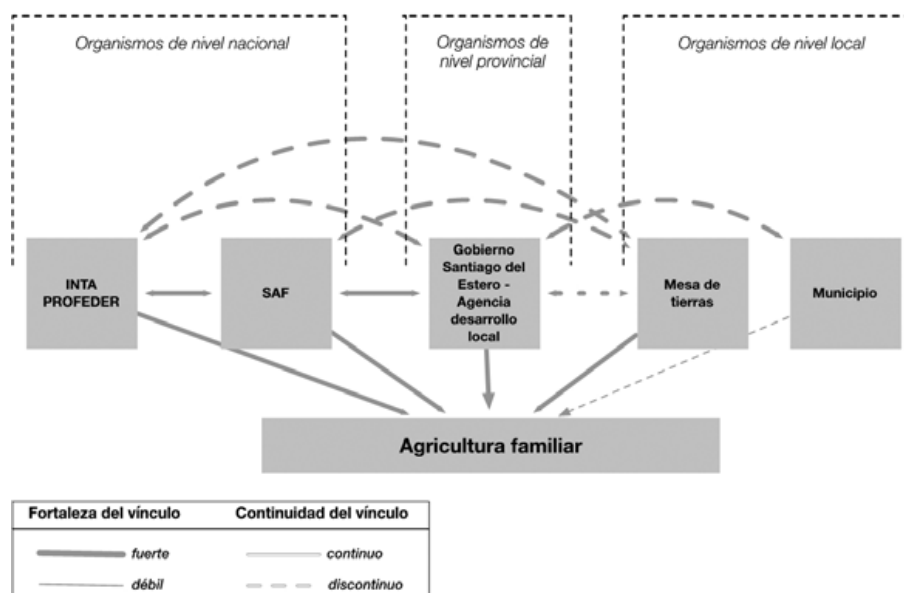 Organismos de nivel nacional
Organismos de
nivel provincial
Organismos de nivel local
INTA
PROFEDER
SAF
Gobierno
Santiago del
Estero -
Agencia
desarrollo
local
Mesa de
tierras
Municipio
Agricultura familiar
Fortaleza del vínculo
Continuidad del vínculo
fuerte
continuo
débil
discontinuo